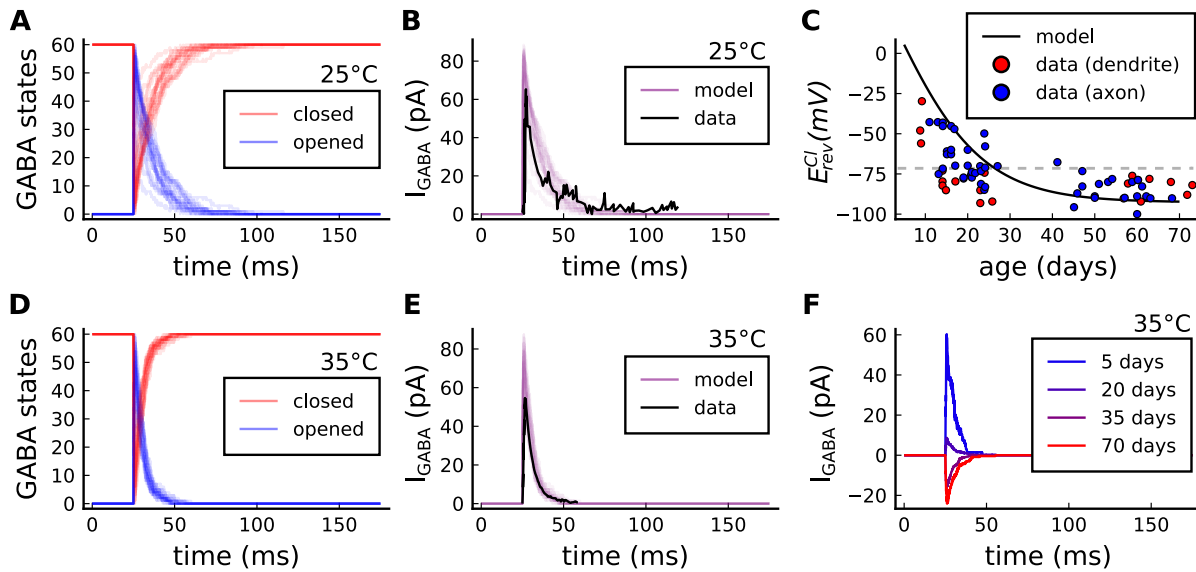 A
GABA states
60
50
40
30
20
10
0
0
50
100
150
time (ms)
25°C
closed
opened
B
I_GABA (pA)
80
60
40
20
0
0
50
100
150
time (ms)
25°C
model
data
C
E^Cl_rev(mV)
0
−25
−50
−75
−100
10
20
30
40
50
60
70
age (days)
model
data (dendrite)
data (axon)
D
GABA states
60
50
40
30
20
10
0
0
50
100
150
time (ms)
35°C
closed
opened
E
I_GABA (pA)
80
60
40
20
0
0
50
100
150
time (ms)
35°C
model
data
F
I_GABA (pA)
60
40
20
0
−20
0
50
100
150
time (ms)
35°C
5 days
20 days
35 days
70 days